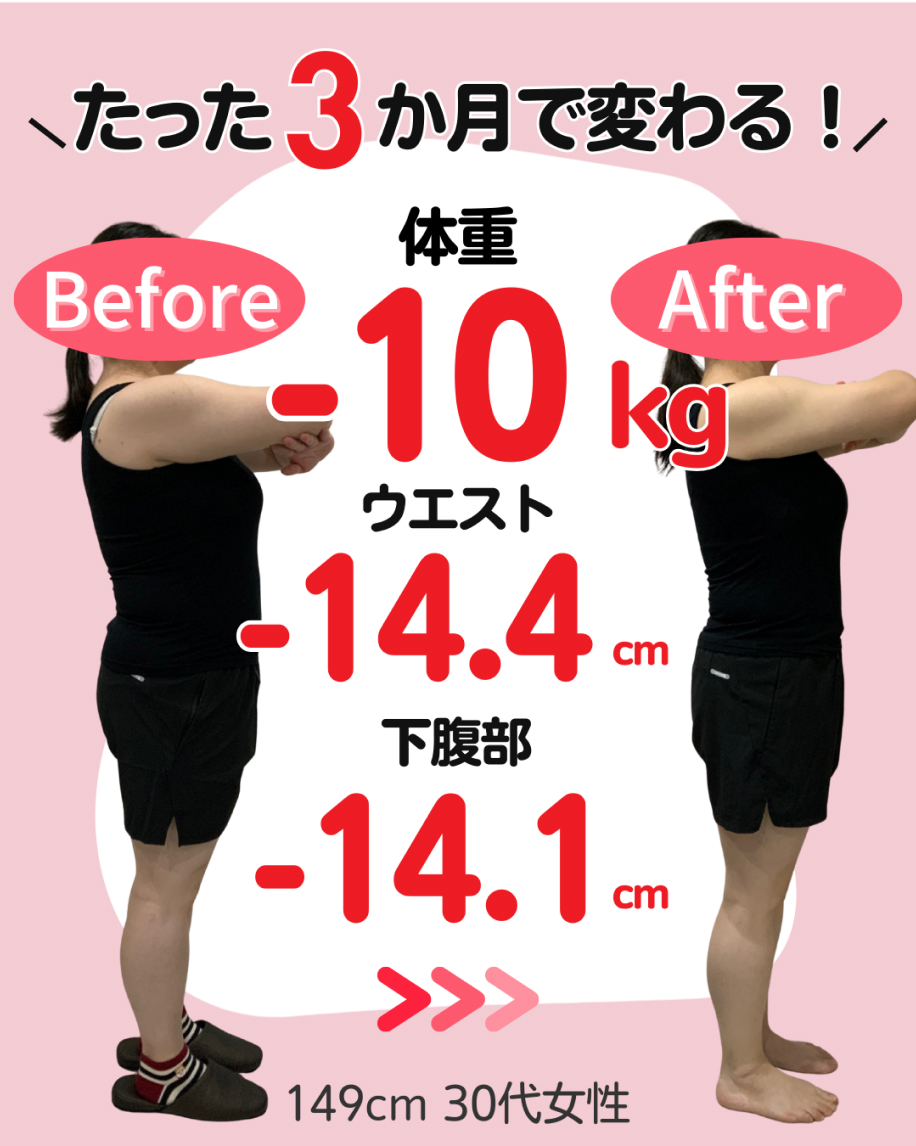 たった3か月で変わる！
体重
Before
After
-10kg
ウエスト
-14.4cm
下腹部
-14.1cm
149cm 30代女性